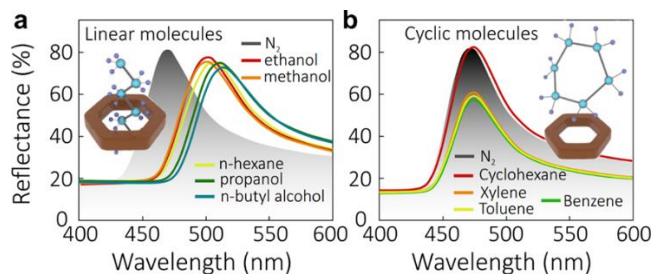 a
Linear molecules
N₂
ethanol
methanol
n-hexane
propanol
n-butyl alcohol
Reflectance (%)
80
60
40
20
0
400 450 500 550 600
Wavelength (nm)
b
Cyclic molecules
N₂
Cyclohexane
Xylene
Toluene
Benzene
80
60
40
20
0
400 450 500 550 600
Wavelength (nm)